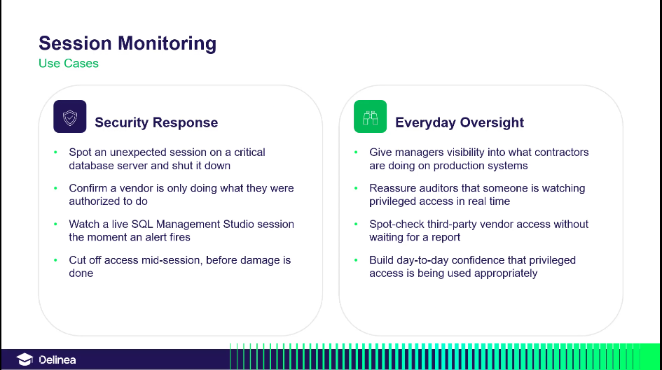 Session Monitoring
Use Cases
Security Response
• Spot an unexpected session on a critical
database server and shut it down
• Confirm a vendor is only doing what they were
authorized to do
• Watch a live SQL Management Studio session
the moment an alert fires
• Cut off access mid-session, before damage is
done
Everyday Oversight
• Give managers visibility into what contractors
are doing on production systems
• Reassure auditors that someone is watching
privileged access in real time
• Spot-check third-party vendor access without
waiting for a report
• Build day-to-day confidence that privileged
access is being used appropriately
Delinea